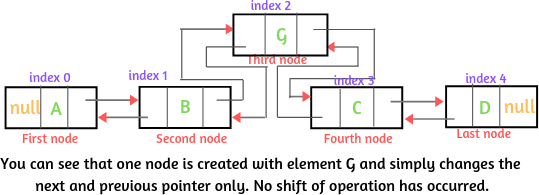 index 2
G
Third node
index 0
index 1
index 3
index 4
null A
B
C
D null
First node
Second node
Fourth node
Last node
You can see that one node is created with element G and simply changes the
next and previous pointer only. No shift of operation has occurred.